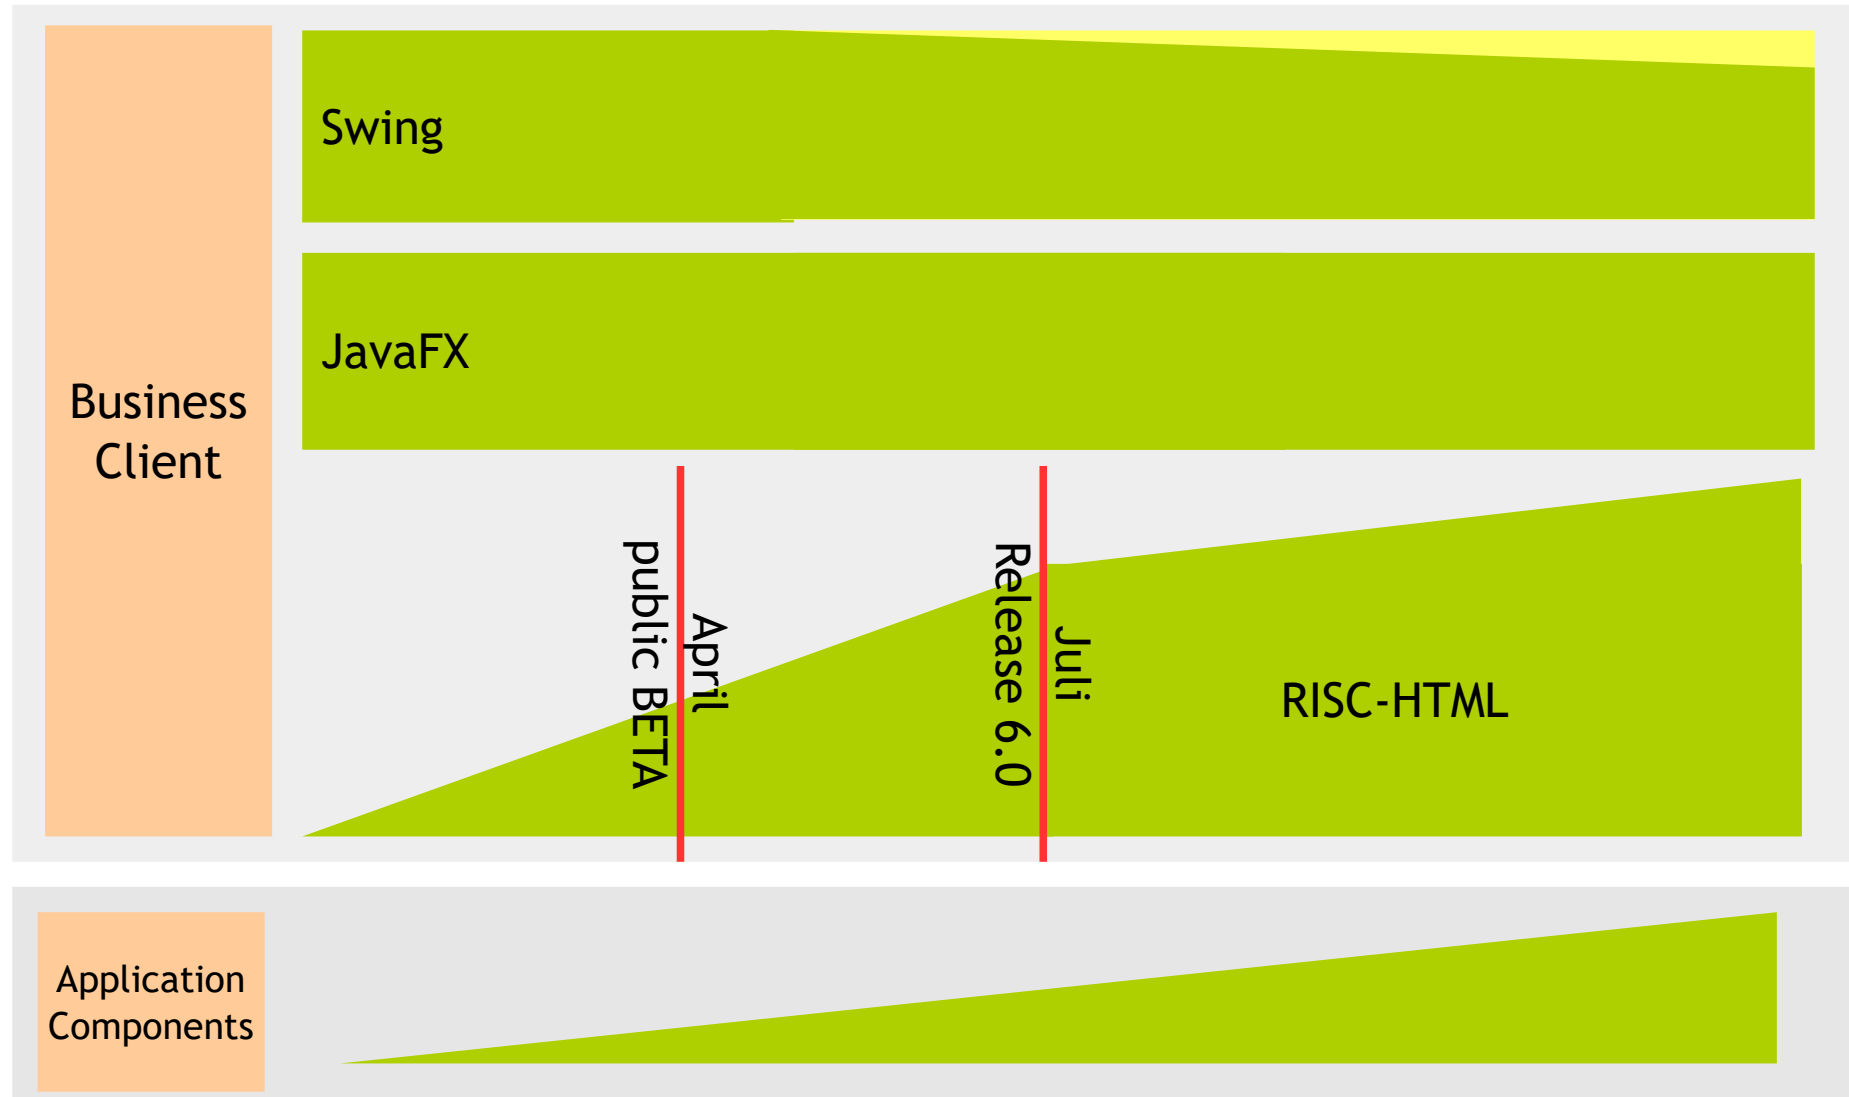 Swing
JavaFX
Business
Client
April
public BETA
Juli
Release 6.0
RISC-HTML
Application
Components